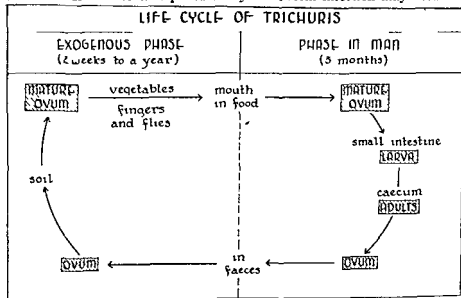 LIFE CYCLE OF TRICHURIS
EXOGENOUS PHASE
(2 weeks to a year)
PHASE IN MAN
(3 months)
MATURE OVUM
vegetables
fingers and flies
mouth in food
MATURE OVUM
small intestine
LARVA
soil
caecum
ADULTS
OVUM
in faeces
OVUM